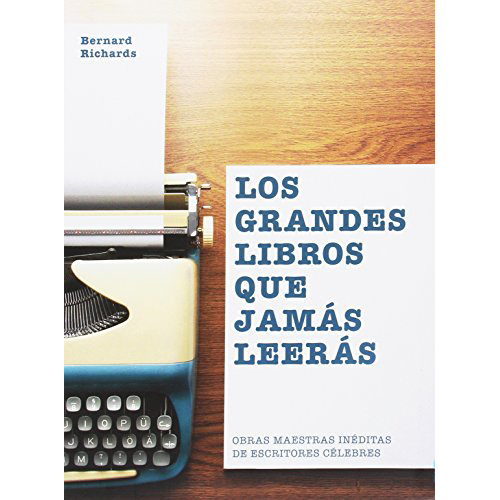 Bernard
Richards
LOS
GRANDES
LIBROS
QUE
JAMÁS
LEERÁS
OBRAS MAESTRAS INÉDITAS
DE ESCRITORES CÉLEBRES
U I O P Ü
J K L Ö Ä